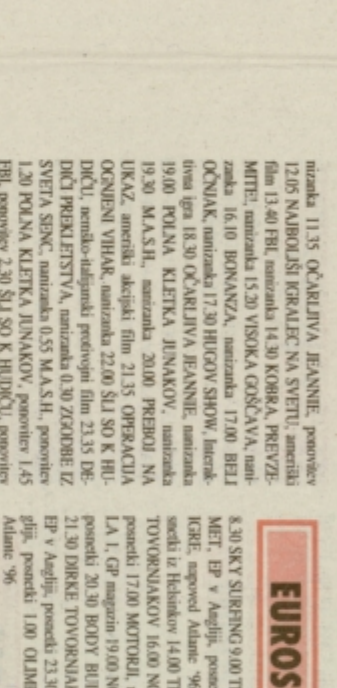 nizanka 11.35 OČARLJIVA JEANNIE, ponovitev
12.05 NAJBOLJŠI IGRALEC NA SVETU, ameriški
film 13.40 FBI, nanizanka 14.30 KOBRA, PREVZE-
MITE!, nanizanka 15.20 VISOKA GOŠČAVA, nani-
zanka 16.10 BONANZA, nanizanka 17.00 BELI
OČNJAK, nanizanka 17.30 HUGOV SHOW, interak-
tivna igra 18.30 OČARLJIVA JEANNIE, nanizanka
19.00 POLNA KLETKA JUNAKOV, nanizanka
19.30 M.A.S.H., nanizanka 20.00 PREBOJ NA
UKAZ, ameriški akcijski film 21.35 OPERACIJA
OGNJENI VIHAR, nanizanka 22.00 ŠLI SO K HU-
DIČU, nemško-italijanski protivojni film 23.35 DE-
DIČI PREKLETSTVA, nanizanka 0.30 ZGODBE IZ
SVETA SENC, nanizanka 0.55 M.A.S.H., ponovitev
1.20 POLNA KLETKA JUNAKOV, ponovitev 1.45
FBI, ponovitev 2.30 ŠLI SO K HUDIČU, ponovitev
EUROS
8.30 SKY SURFING 9.00 T
MET, EP v Angliji, posne
IGRE, napoved Atlante '96
snetki iz Helsinkov 14.00 T
TOVORNJAKOV 16.00 NO
posnetki 17.00 MOTORJI,
LA 1, GP magazin 19.00 N
posnetki 20.30 BODY BU
21.30 DIRKE TOVORNJA
EP v Angliji, posnetki 23.30
gliji, posnetki 1.00 OLIM
Atlante '96